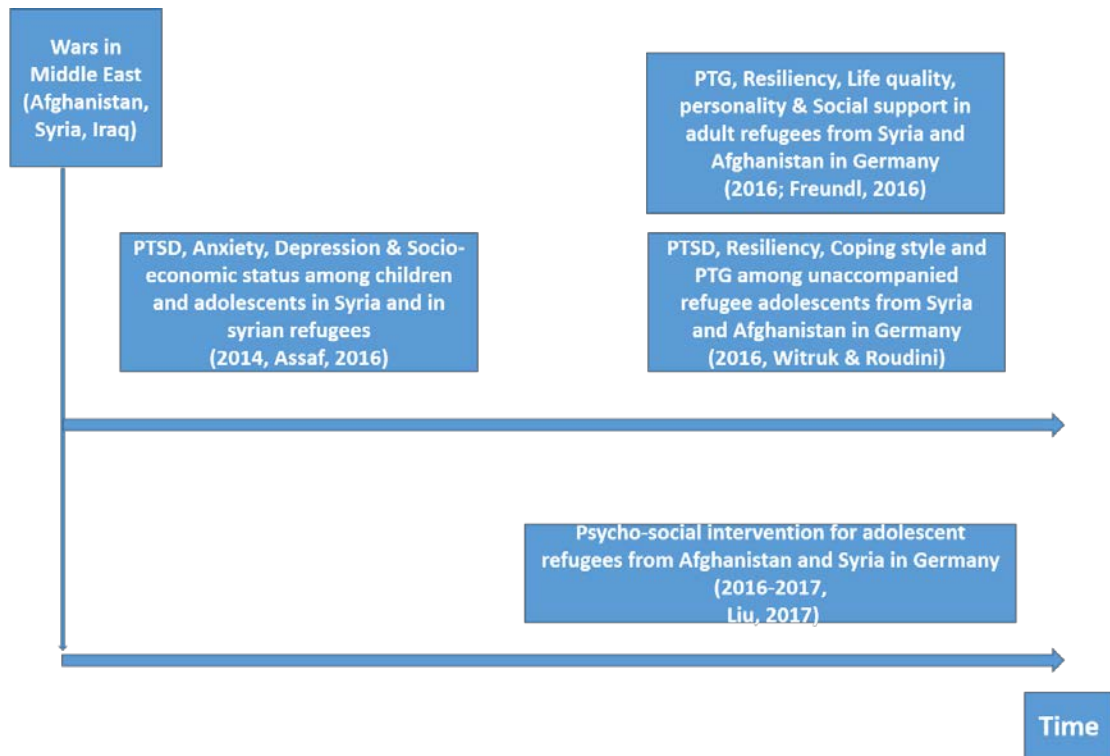 Wars in
Middle East
(Afghanistan,
Syria, Iraq)
PTG, Resiliency, Life quality,
personality & Social support in
adult refugees from Syria and
Afghanistan in Germany
(2016; Freundl, 2016)
PTSD, Anxiety, Depression & Socio-
economic status among children
and adolescents in Syria and in
syrian refugees
(2014, Assaf, 2016)
PTSD, Resiliency, Coping style and
PTG among unaccompanied
refugee adolescents from Syria
and Afghanistan in Germany
(2016, Witruk & Roudini)
Psycho-social intervention for adolescent
refugees from Afghanistan and Syria in Germany
(2016-2017,
Liu, 2017)
Time